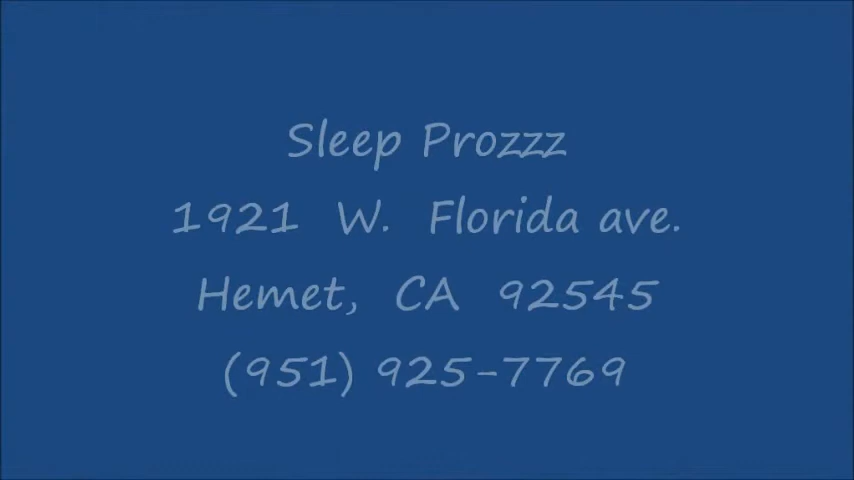 Sleep Prozzz
1921 W. Florida ave.
Hemet, CA 92545
(951) 925-7769